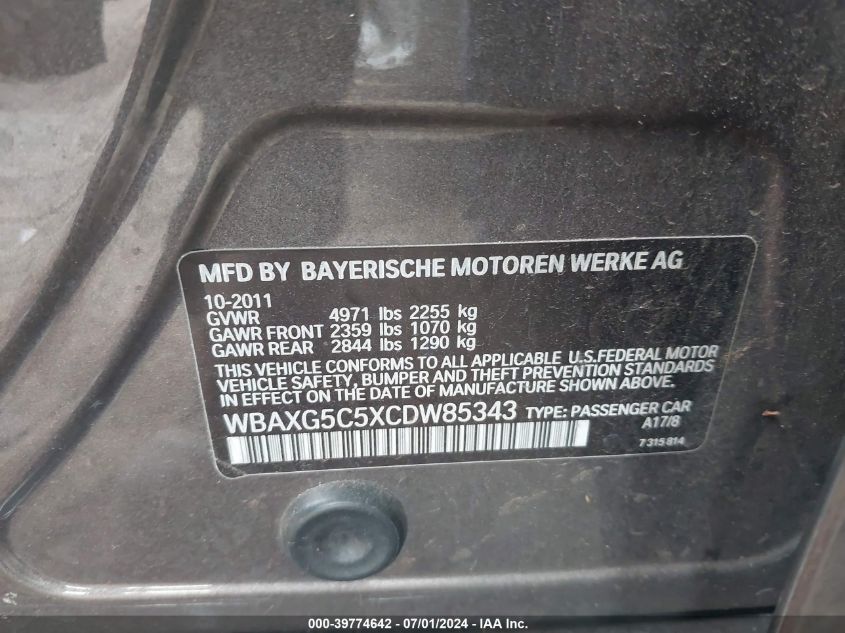 MFD BY BAYERISCHE MOTOREN WERKE AG
10-2011
GVWR 4971 lbs 2255 kg
GAWR FRONT 2359 lbs 1070 kg
GAWR REAR 2844 lbs 1290 kg
THIS VEHICLE CONFORMS TO ALL APPLICABLE U.S.FEDERAL MOTOR
VEHICLE SAFETY, BUMPER AND THEFT PREVENTION STANDARDS
IN EFFECT ON THE DATE OF MANUFACTURE SHOWN ABOVE.
WBAXG5C5XCDW85343 TYPE: PASSENGER CAR
A17/8
7 315 814
000-39774642 - 07/01/2024 - IAA Inc.